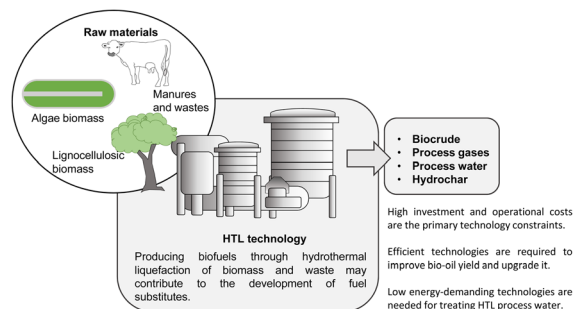 Raw materials
Manures
and wastes
Algae biomass
Lignocellulosic
biomass
HTL technology
Producing biofuels through hydrothermal
liquefaction of biomass and waste may
contribute to the development of fuel
substitutes.
• Biocrude
• Process gases
• Process water
• Hydrochar
High investment and operational costs
are the primary technology constraints.
Efficient technologies are required to
improve bio-oil yield and upgrade it.
Low energy-demanding technologies are
needed for treating HTL process water.